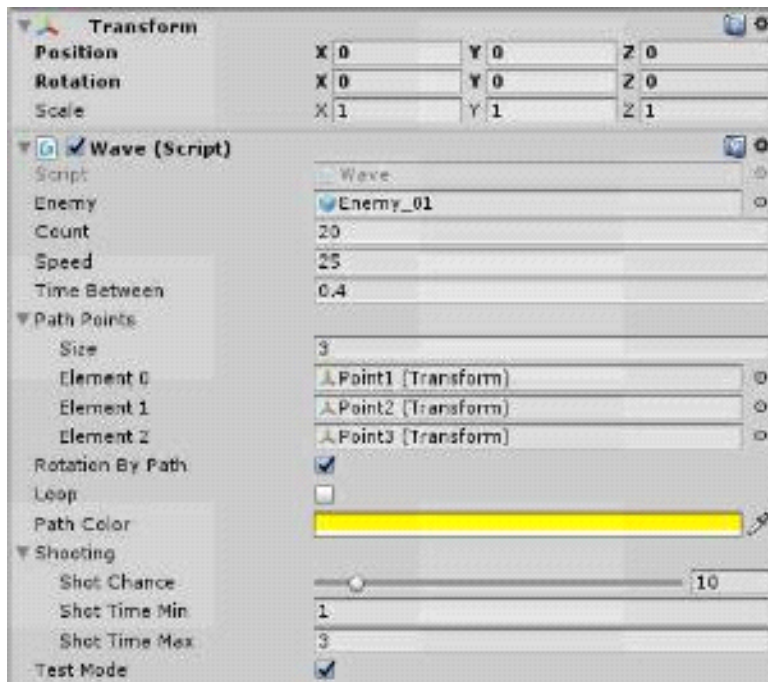 Transform
Position X 0 Y 0 Z 0
Rotation X 0 Y 0 Z 0
Scale X 1 Y 1 Z 1
Wave (Script)
Script Wave
Enemy Enemy_01
Count 20
Speed 25
Time Between 0.4
Path Points
Size 3
Element 0 Point1 (Transform)
Element 1 Point2 (Transform)
Element 2 Point3 (Transform)
Rotation By Path
Loop
Path Color
Shooting
Shot Chance 10
Shot Time Min 1
Shot Time Max 3
Test Mode